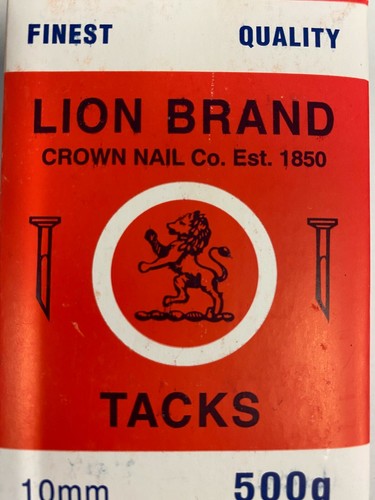 FINEST QUALITY
LION BRAND
CROWN NAIL Co. Est. 1850
TACKS
10mm 500g